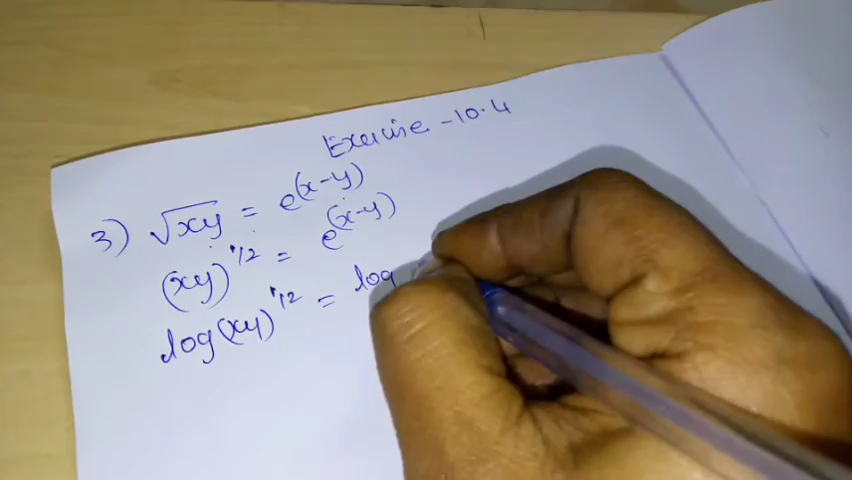 Exercise - 10.4
3) √xy = e^(x-y)
(xy)^1/2 = e^(x-y)
log(xy)^1/2 = log